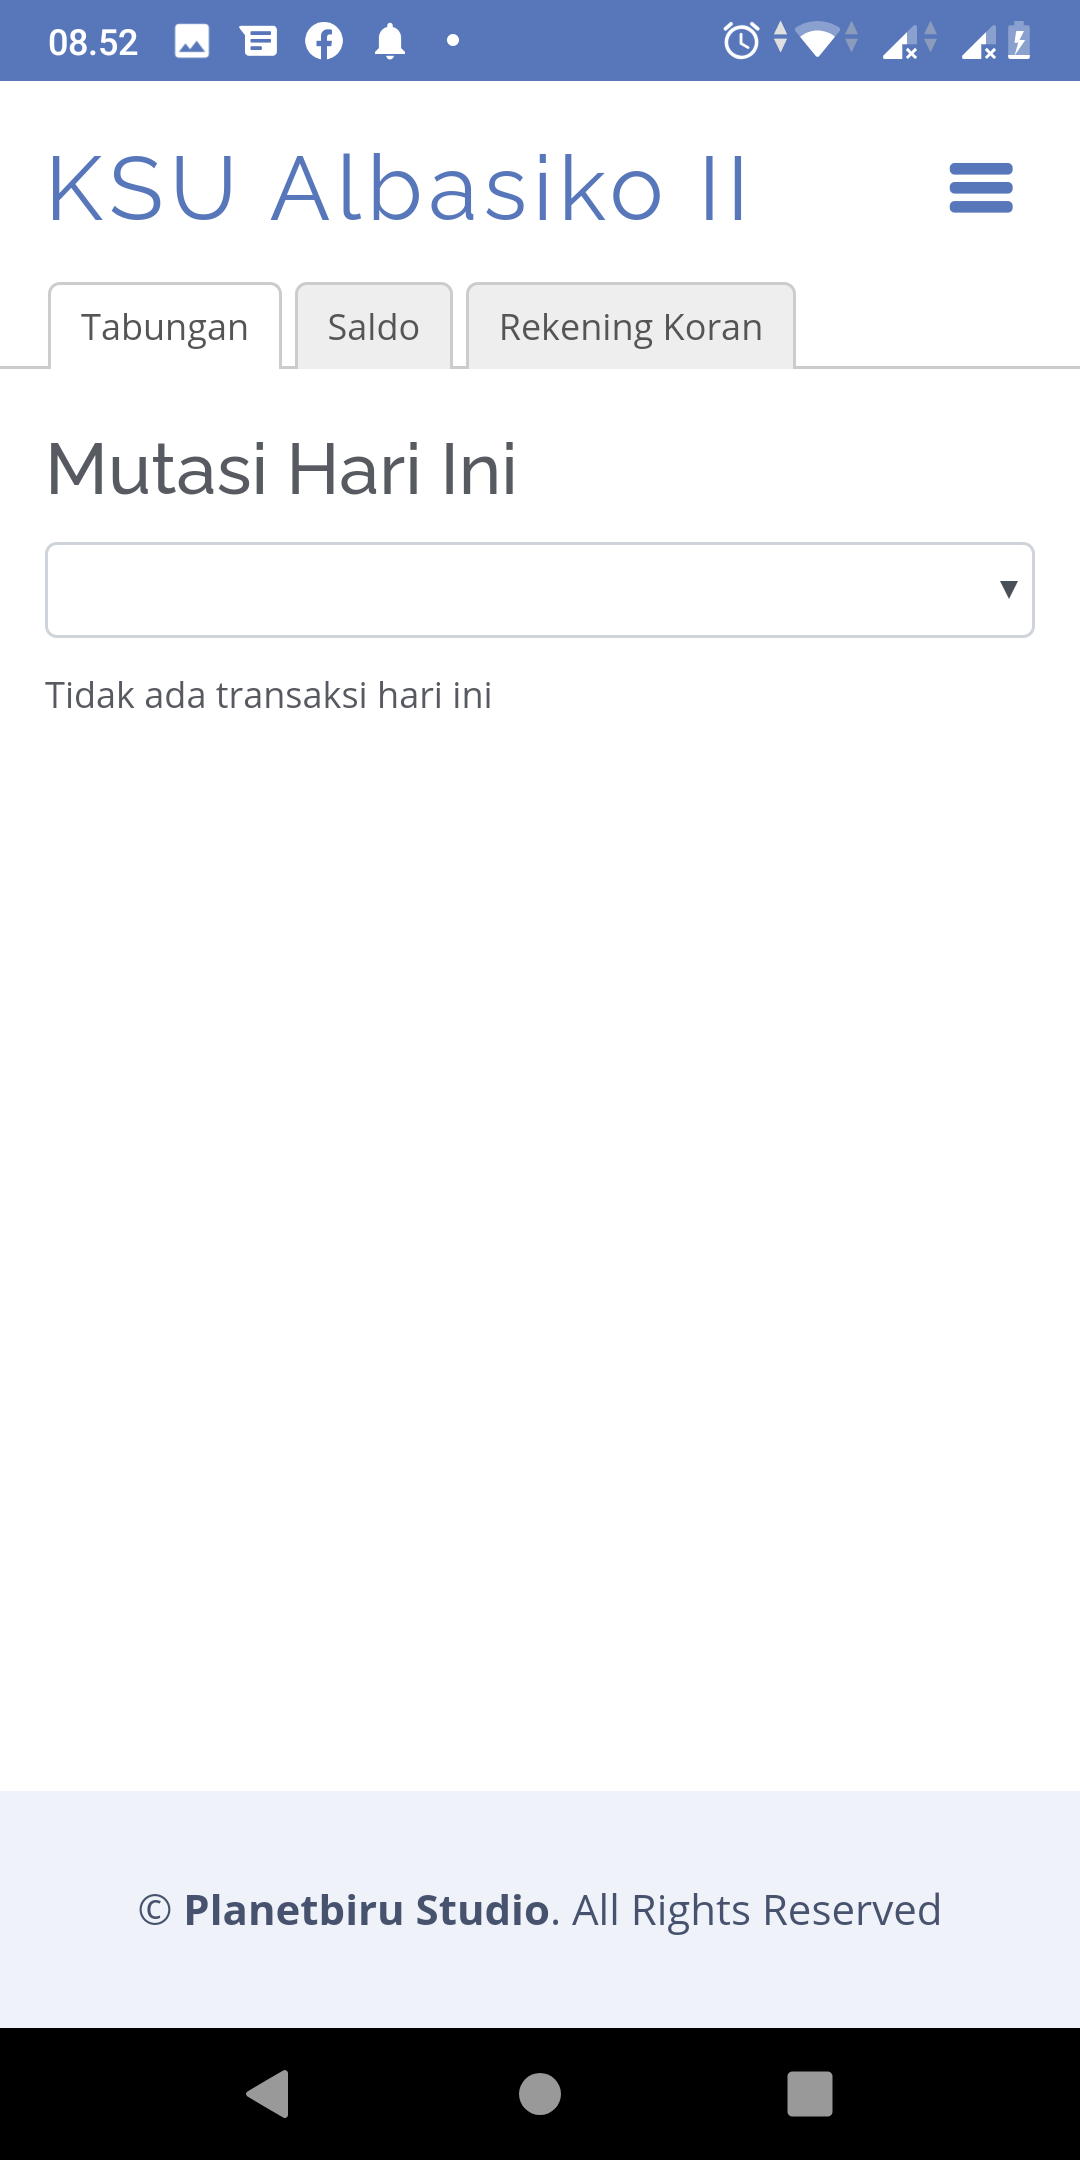 08.52
KSU Albasiko II
Tabungan Saldo Rekening Koran
Mutasi Hari Ini
Tidak ada transaksi hari ini
© Planetbiru Studio. All Rights Reserved